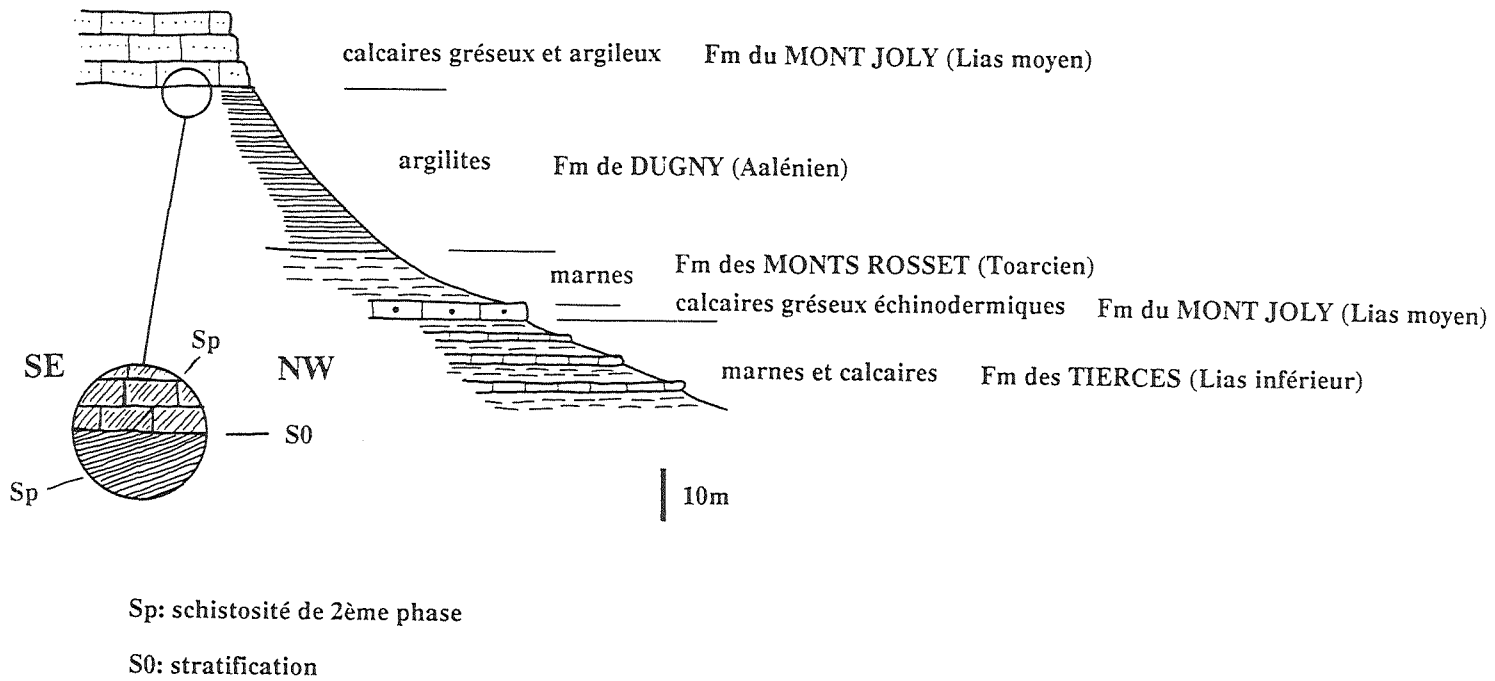 calcaires gréseux et argileux Fm du MONT JOLY (Lias moyen)
argilites Fm de DUGNY (Aalénien)
marnes Fm des MONTS ROSSET (Toarcien)
calcaires gréseux échinodermiques Fm du MONT JOLY (Lias moyen)
marnes et calcaires Fm des TIERCES (Lias inférieur)
Sp
SE NW
S0
Sp
10m
Sp: schistosité de 2ème phase
S0: stratification